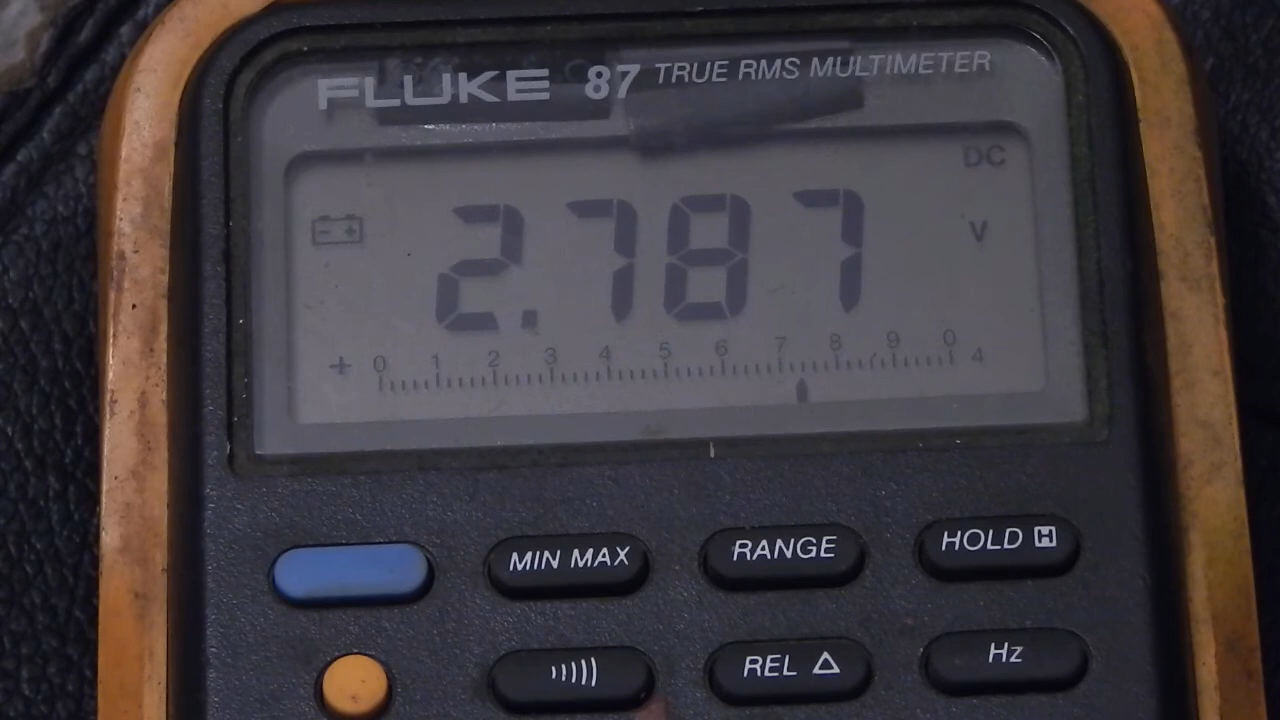 FLUKE 87 TRUE RMS MULTIMETER
DC
2.787 V
+ 0 1 2 3 4 5 6 7 8 9 0 4
MIN MAX RANGE HOLD H
REL △ Hz